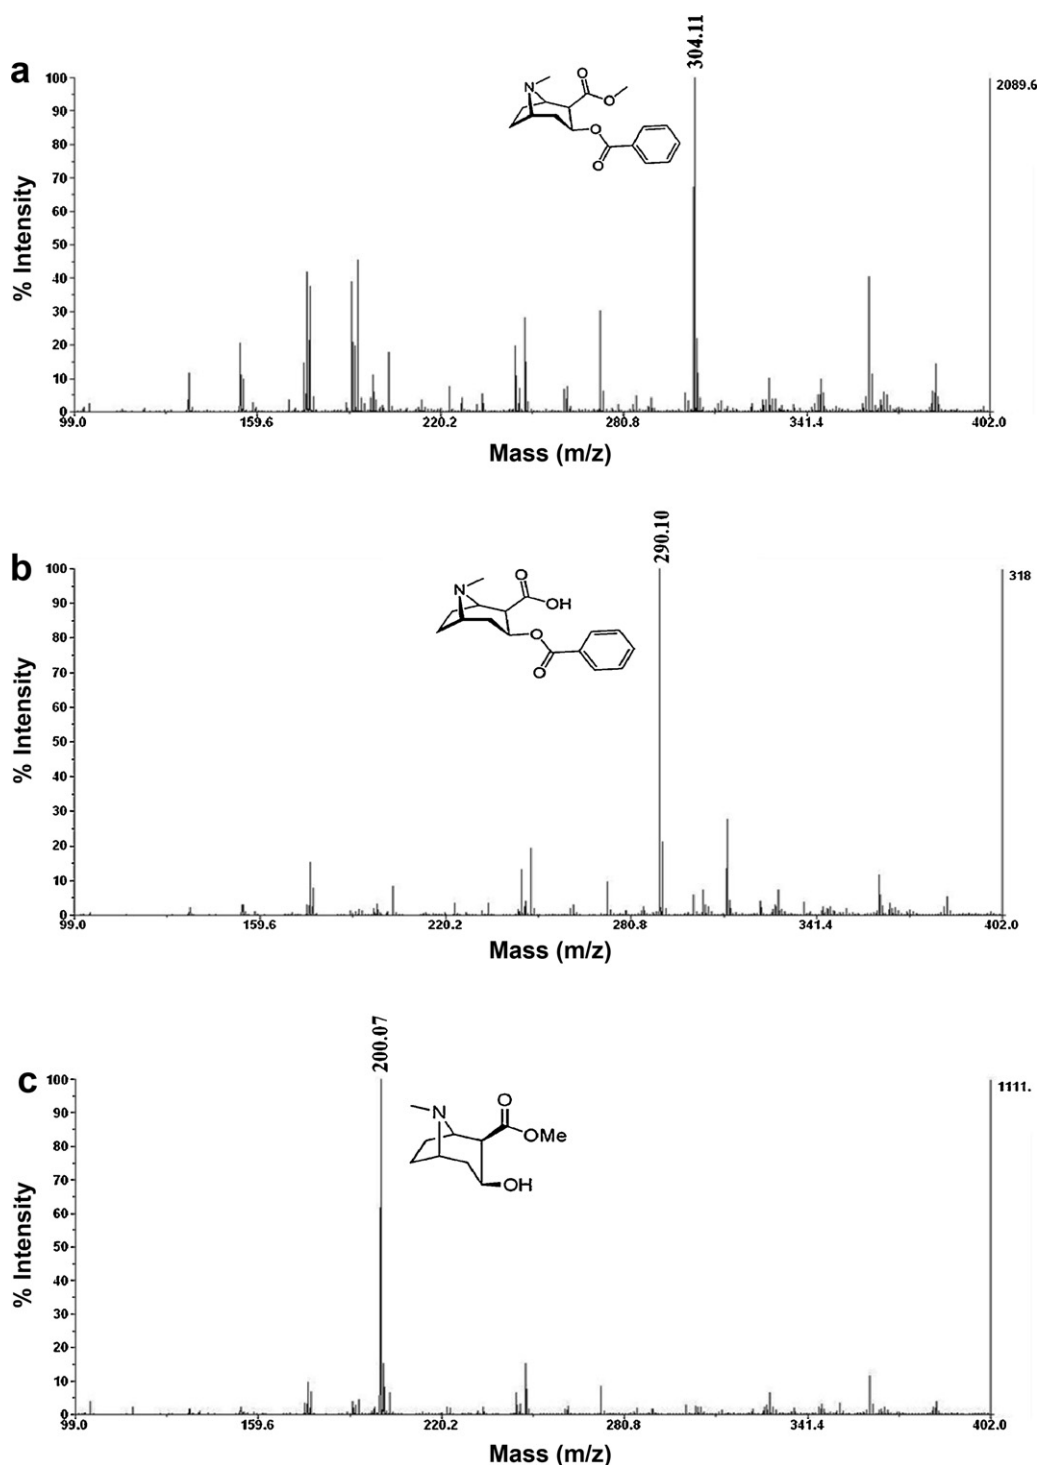 a
304.11
2089.6
100
90
80
70
60
50
40
30
20
10
0
% Intensity
N
O
O
O
O
99.0 159.6 220.2 280.8 341.4 402.0
Mass (m/z)
b
290.10
318
100
90
80
70
60
50
40
30
20
10
0
% Intensity
N
O
OH
O
O
99.0 159.6 220.2 280.8 341.4 402.0
Mass (m/z)
c
200.07
1111.
100
90
80
70
60
50
40
30
20
10
0
% Intensity
N
O
OMe
OH
99.0 159.6 220.2 280.8 341.4 402.0
Mass (m/z)